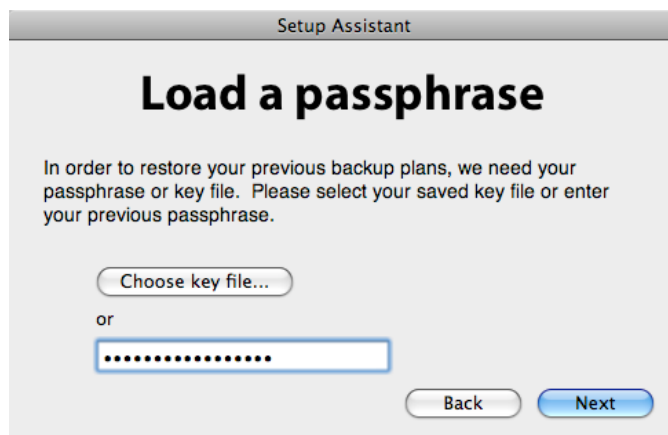 Setup Assistant
Load a passphrase
In order to restore your previous backup plans, we need your
passphrase or key file.  Please select your saved key file or enter
your previous passphrase.
Choose key file...
or
•••••••••••••••••
Back
Next